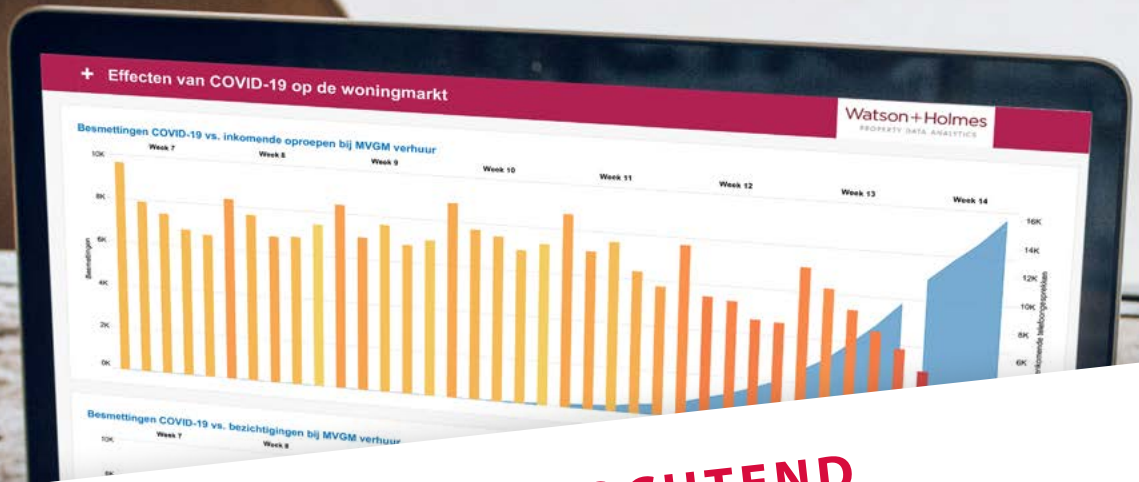 + Effecten van COVID-19 op de woningmarkt
Watson+Holmes
PROPERTY DATA ANALYTICS
Besmettingen COVID-19 vs. inkomende oproepen bij MVGM verhuur
Week 7
Week 8
Week 9
Week 10
Week 11
Week 12
Week 13
Week 14
10K
8K
6K
4K
2K
0K
Besmettingen
16K
14K
12K
10K
8K
6K
telefoongesprekken
Besmettingen COVID-19 vs. bezichtigingen bij MVGM verhuur
Week 7
Week 8
10K
CHTEND